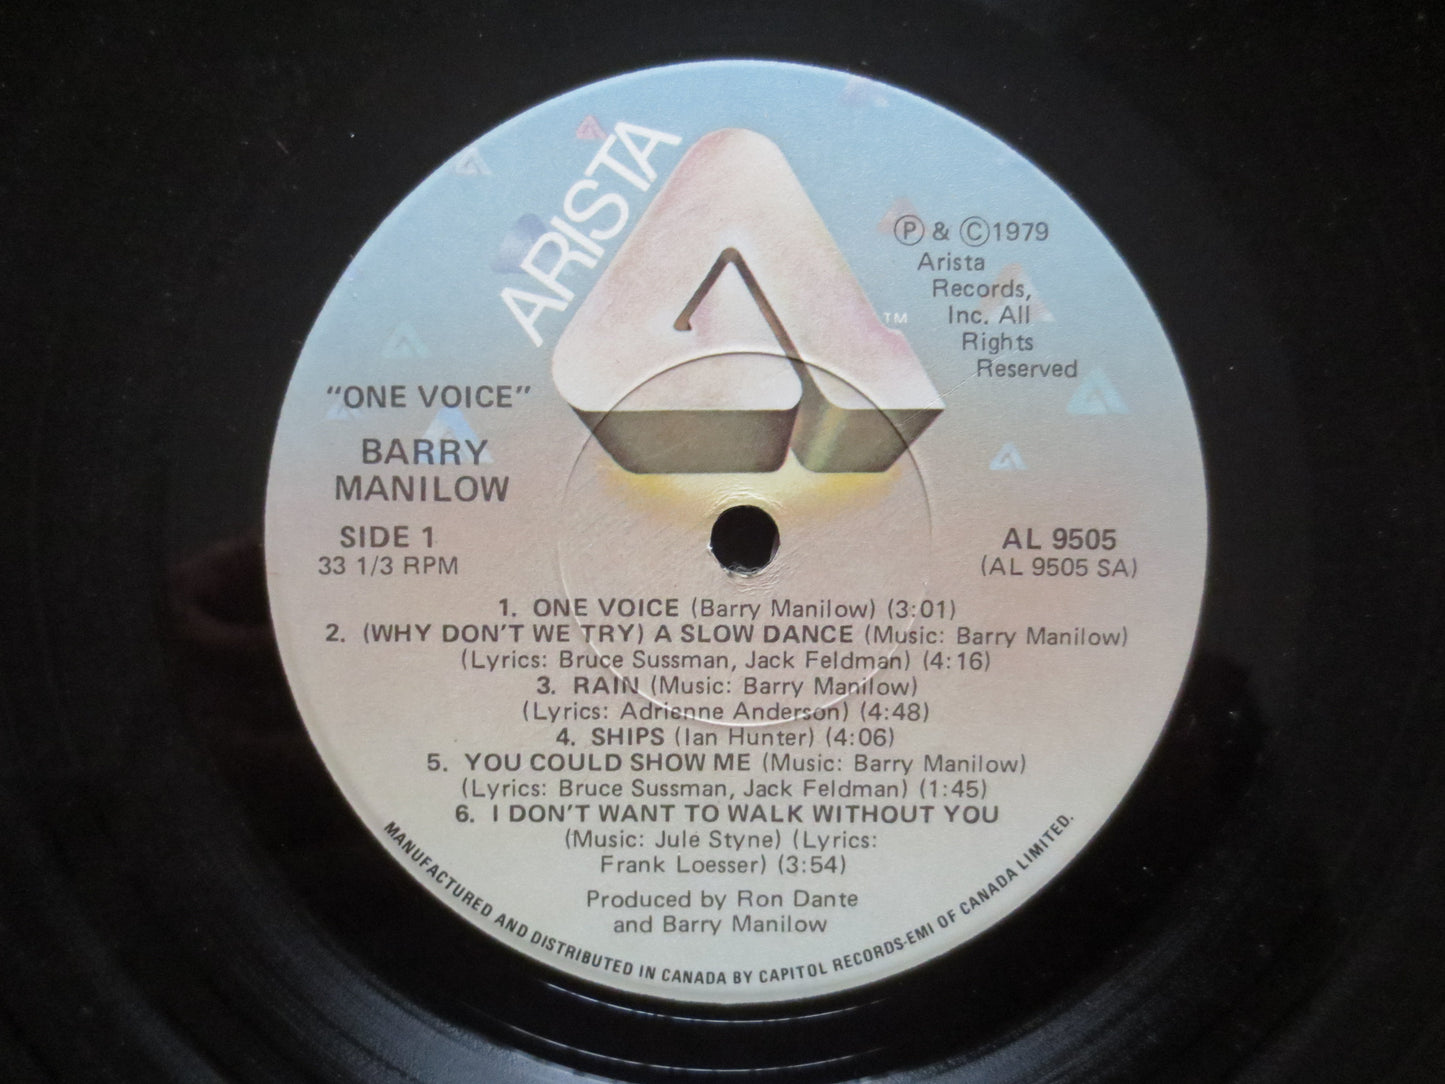 ARISTA
TM
Ⓟ & Ⓒ1979
Arista
Records,
Inc. All
Rights
Reserved
"ONE VOICE"
BARRY
MANILOW
SIDE 1
33 1/3 RPM
AL 9505
(AL 9505 SA)
1. ONE VOICE (Barry Manilow) (3:01)
2. (WHY DON'T WE TRY) A SLOW DANCE (Music: Barry Manilow)
(Lyrics: Bruce Sussman, Jack Feldman) (4:16)
3. RAIN (Music: Barry Manilow)
(Lyrics: Adrienne Anderson) (4:48)
4. SHIPS (Ian Hunter) (4:06)
5. YOU COULD SHOW ME (Music: Barry Manilow)
(Lyrics: Bruce Sussman, Jack Feldman) (1:45)
6. I DON'T WANT TO WALK WITHOUT YOU
(Music: Jule Styne) (Lyrics:
Frank Loesser) (3:54)
Produced by Ron Dante
and Barry Manilow
MANUFACTURED AND DISTRIBUTED IN CANADA BY CAPITOL RECORDS-EMI OF CANADA LIMITED.